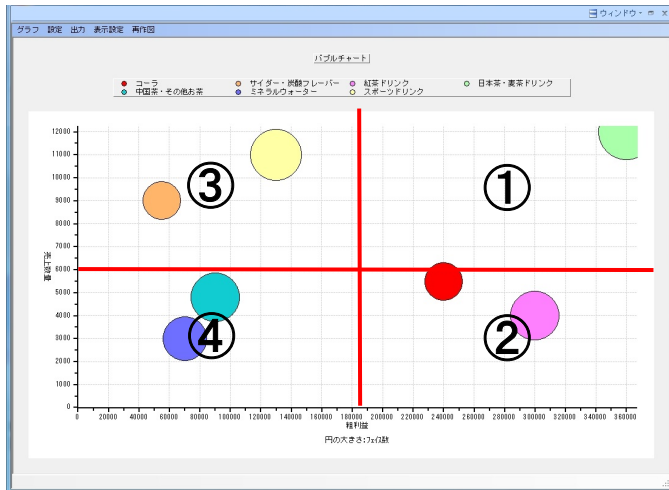 ウィンドウ
グラフ 設定 出力 表示設定 再作図
バブルチャート
コーラ サイダー・炭酸フレーバー 紅茶ドリンク 日本茶・麦茶ドリンク
中国茶・その他お茶 ミネラルウォーター スポーツドリンク
12000
11000
10000
9000
8000
7000
6000
5000
4000
3000
2000
1000
0
売上数量
③
①
④
②
0 20000 40000 60000 80000 100000 120000 140000 160000 180000 200000 220000 240000 260000 280000 300000 320000 340000 360000
粗利益
円の大きさ:フェイス数